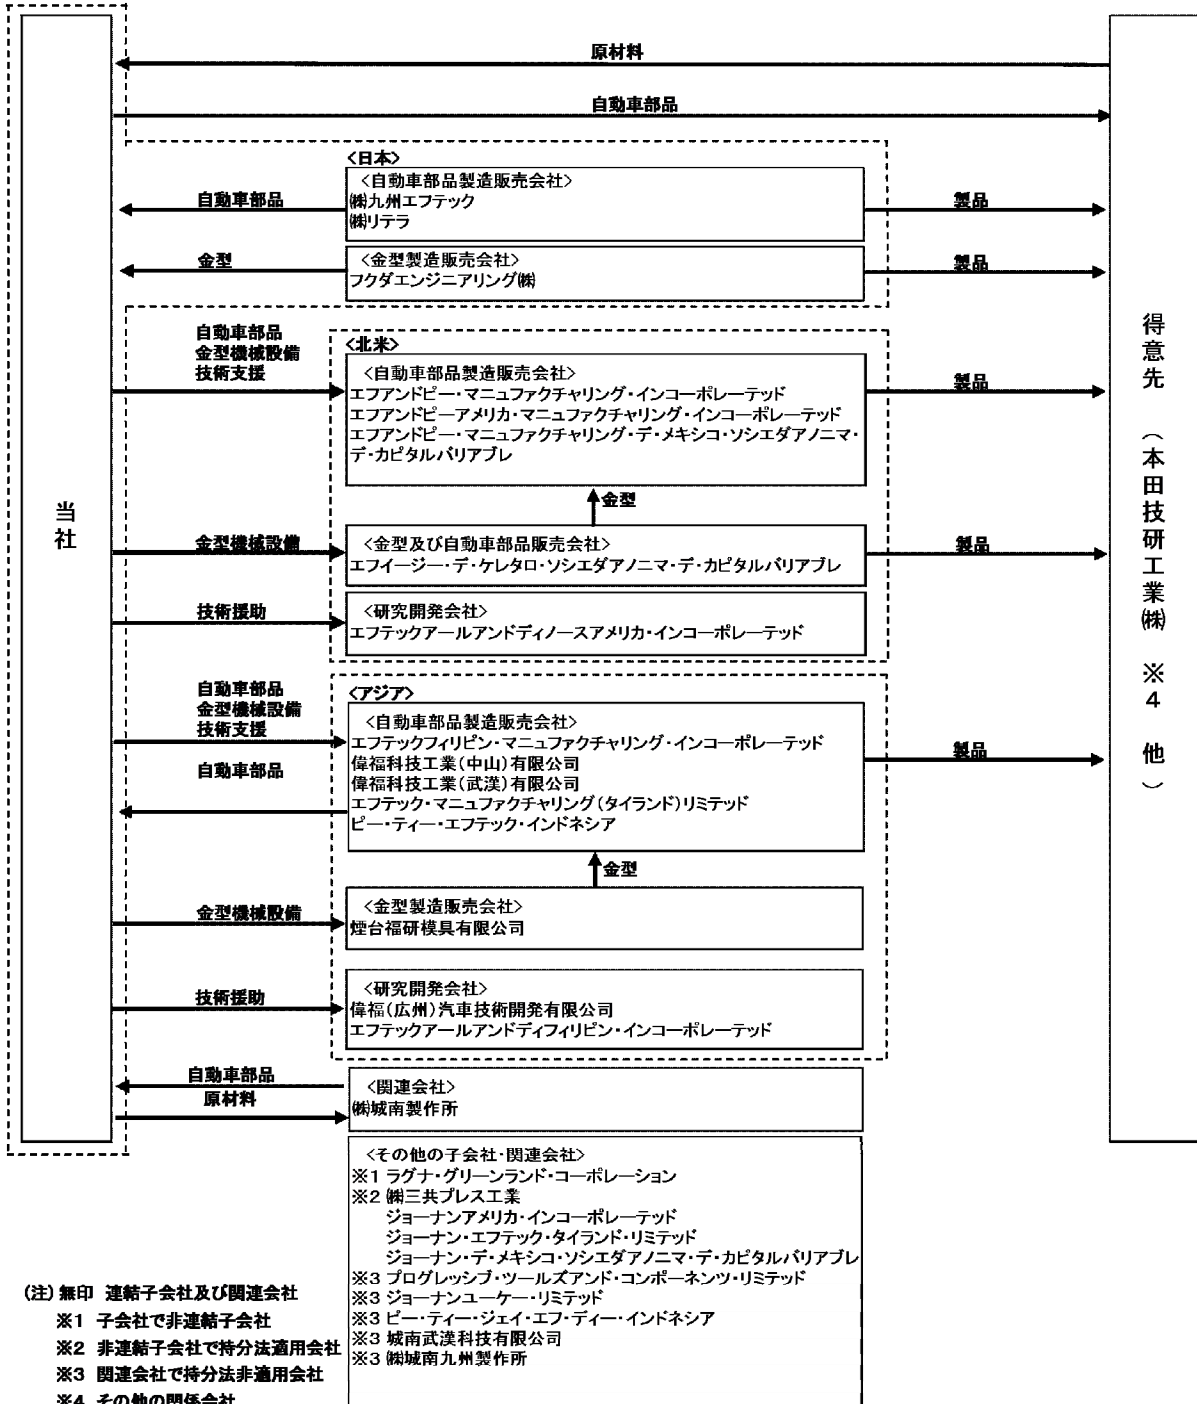 原材料
自動車部品
<日本>
<自動車部品製造販売会社>
㈱九州エフテック
㈱リテラ
自動車部品
製品
<金型製造販売会社>
フクダエンジニアリング㈱
金型
製品
<北米>
自動車部品
金型機械設備
技術支援
<自動車部品製造販売会社>
エフアンドピー・マニュファクチャリング・インコーポレーテッド
エフアンドピーアメリカ・マニュファクチャリング・インコーポレーテッド
エフアンドピー・マニュファクチャリング・デ・メキシコ・ソシエダアノニマ・
デ・カピタルバリアブレ
製品
金型
金型機械設備
<金型及び自動車部品販売会社>
エフイージー・デ・ケレタロ・ソシエダアノニマ・デ・カピタルバリアブレ
製品
技術援助
<研究開発会社>
エフテックアールアンドディノースアメリカ・インコーポレーテッド
当社
得意先 (本田技研工業㈱ ※4 他)
<アジア>
自動車部品
金型機械設備
技術支援
自動車部品
<自動車部品製造販売会社>
エフテックフィリピン・マニュファクチャリング・インコーポレーテッド
偉福科技工業(中山)有限公司
偉福科技工業(武漢)有限公司
エフテック・マニュファクチャリング(タイランド)リミテッド
ピー・ティー・エフテック・インドネシア
製品
金型
金型機械設備
<金型製造販売会社>
煙台福研模具有限公司
技術援助
<研究開発会社>
偉福(広州)汽車技術開発有限公司
エフテックアールアンドディフィリピン・インコーポレーテッド
自動車部品
原材料
<関連会社>
㈱城南製作所
<その他の子会社・関連会社>
※1 ラグナ・グリーンランド・コーポレーション
※2 ㈱三共プレス工業
ジョーナンアメリカ・インコーポレーテッド
ジョーナン・エフテック・タイランド・リミテッド
ジョーナン・デ・メキシコ・ソシエダアノニマ・デ・カピタルバリアブレ
※3 プログレッシブ・ツールズアンド・コンポーネンツ・リミテッド
※3 ジョーナンユーケー・リミテッド
※3 ピー・ティー・ジェイ・エフ・ディー・インドネシア
※3 城南武漢科技有限公司
※3 ㈱城南九州製作所
(注) 無印 連結子会社及び関連会社
※1 子会社で非連結子会社
※2 非連結子会社で持分法適用会社
※3 関連会社で持分法非適用会社
※4 その他の関係会社